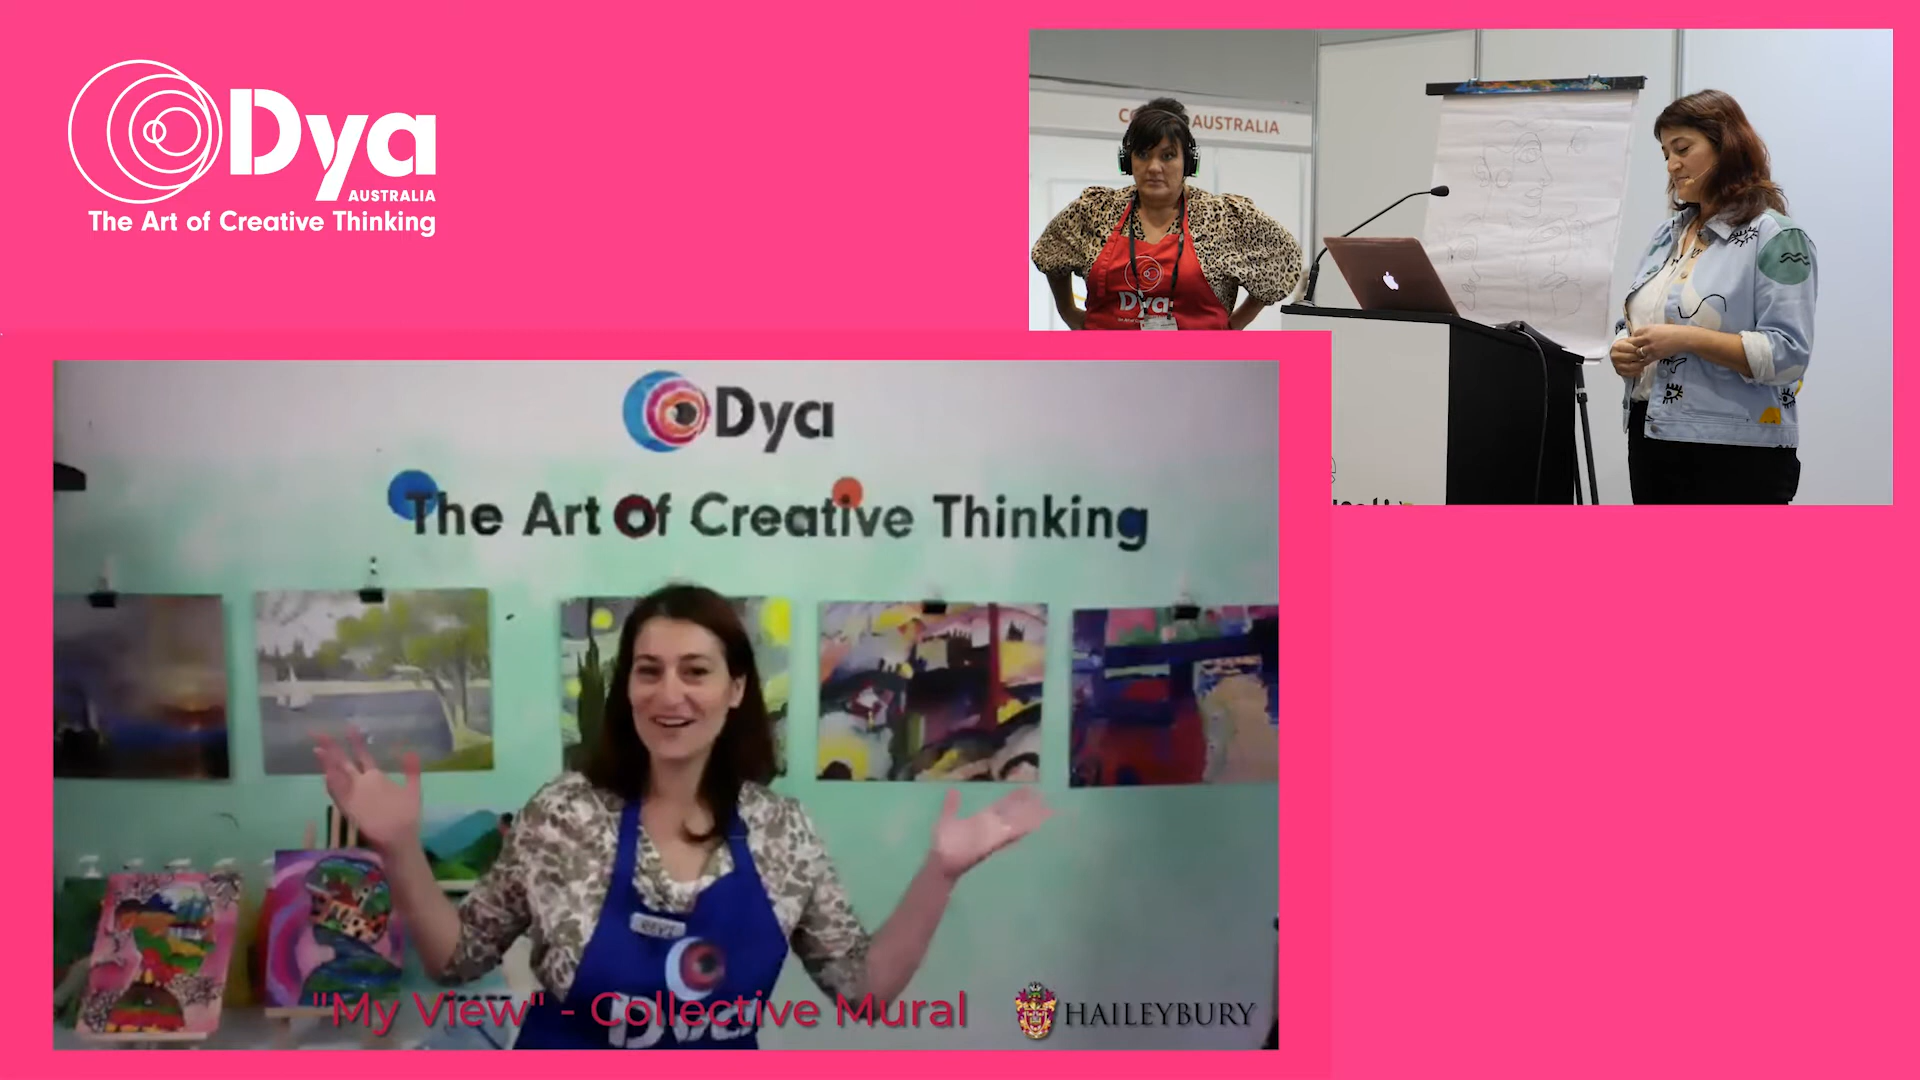 Dya
AUSTRALIA
The Art of Creative Thinking
AUSTRALIA
Dya
Dya
The Art of Creative Thinking
"My View" - Collective Mural
HAILEYBURY
Dya